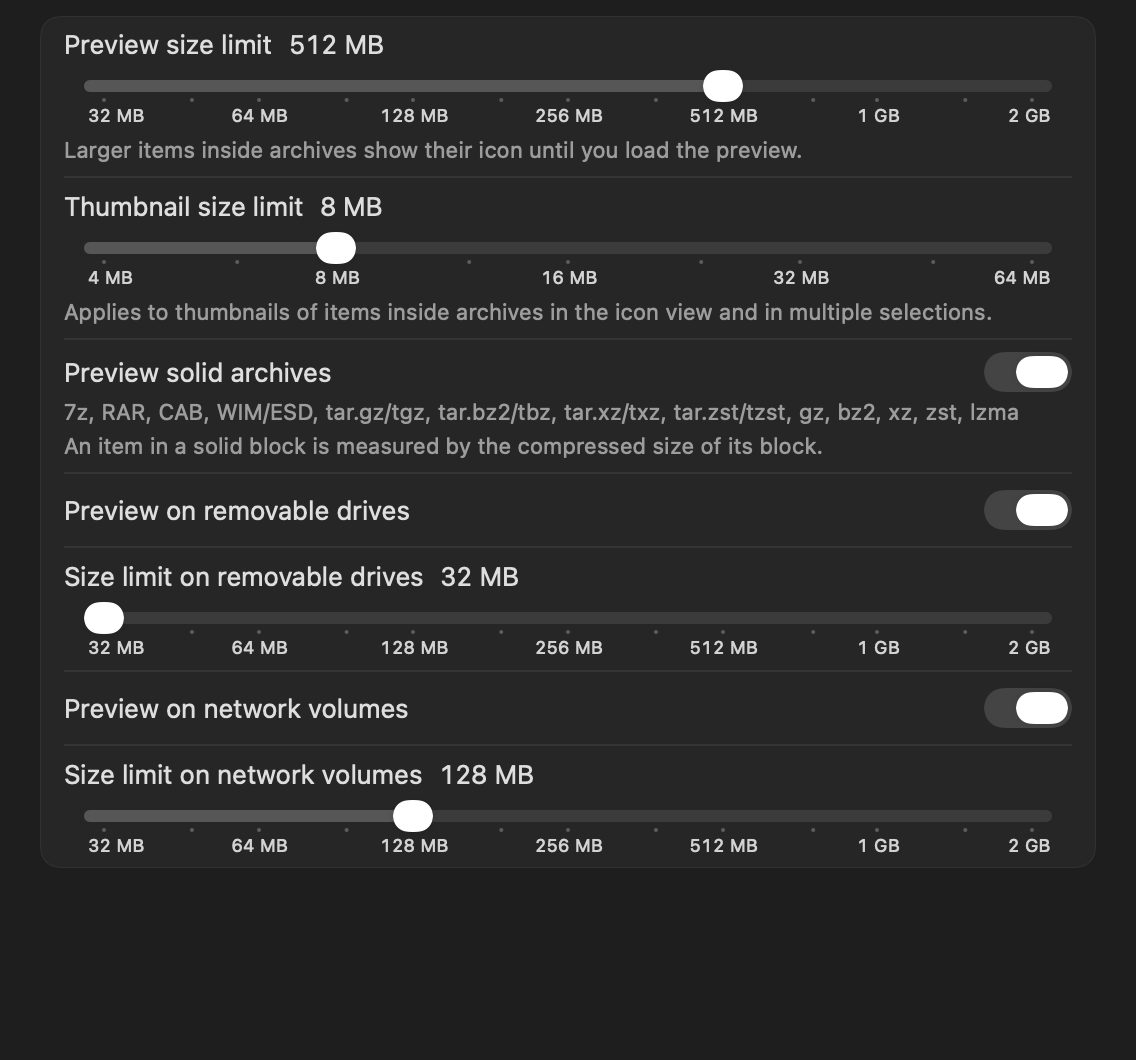 Preview size limit 512 MB
32 MB 64 MB 128 MB 256 MB 512 MB 1 GB 2 GB
Larger items inside archives show their icon until you load the preview.
Thumbnail size limit 8 MB
4 MB 8 MB 16 MB 32 MB 64 MB
Applies to thumbnails of items inside archives in the icon view and in multiple selections.
Preview solid archives
7z, RAR, CAB, WIM/ESD, tar.gz/tgz, tar.bz2/tbz, tar.xz/txz, tar.zst/tzst, gz, bz2, xz, zst, lzma
An item in a solid block is measured by the compressed size of its block.
Preview on removable drives
Size limit on removable drives 32 MB
32 MB 64 MB 128 MB 256 MB 512 MB 1 GB 2 GB
Preview on network volumes
Size limit on network volumes 128 MB
32 MB 64 MB 128 MB 256 MB 512 MB 1 GB 2 GB